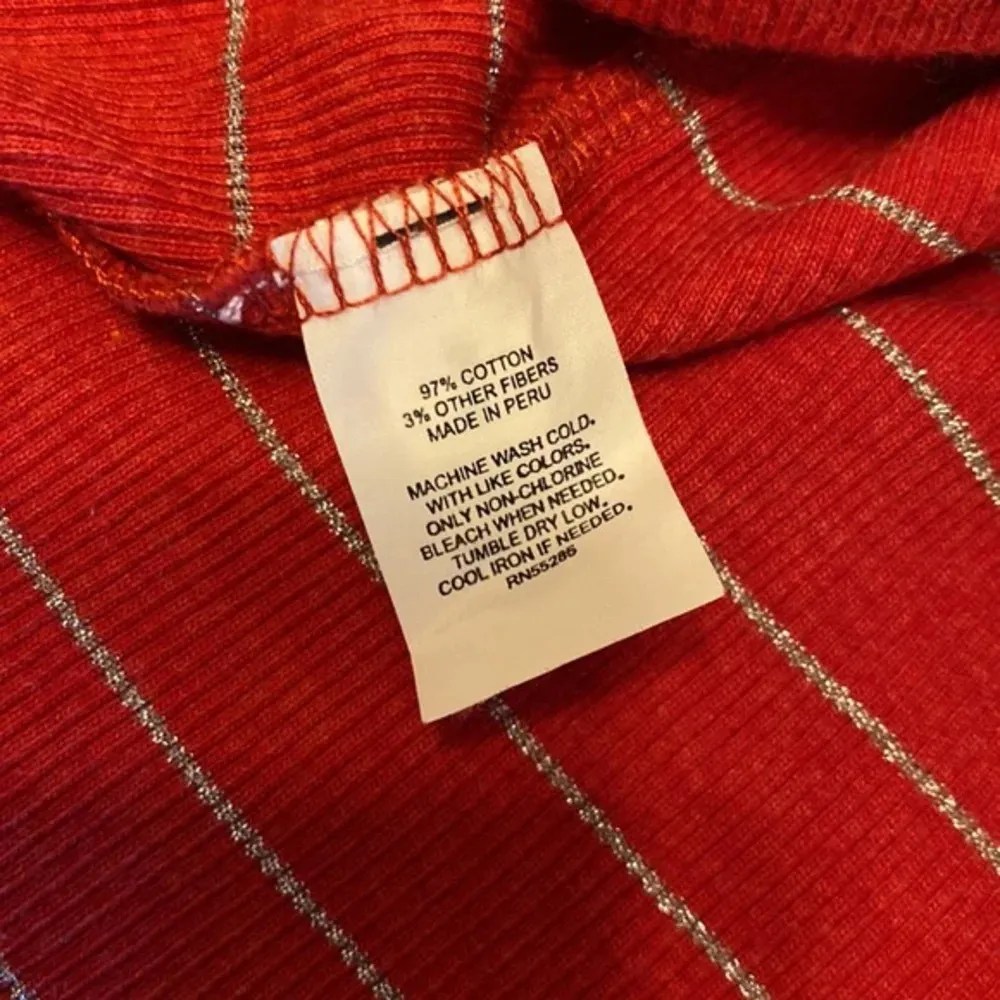 97% COTTON
3% OTHER FIBERS
MADE IN PERU
MACHINE WASH COLD.
WITH LIKE COLORS.
ONLY NON-CHLORINE
BLEACH WHEN NEEDED.
TUMBLE DRY LOW.
COOL IRON IF NEEDED.
RN55286